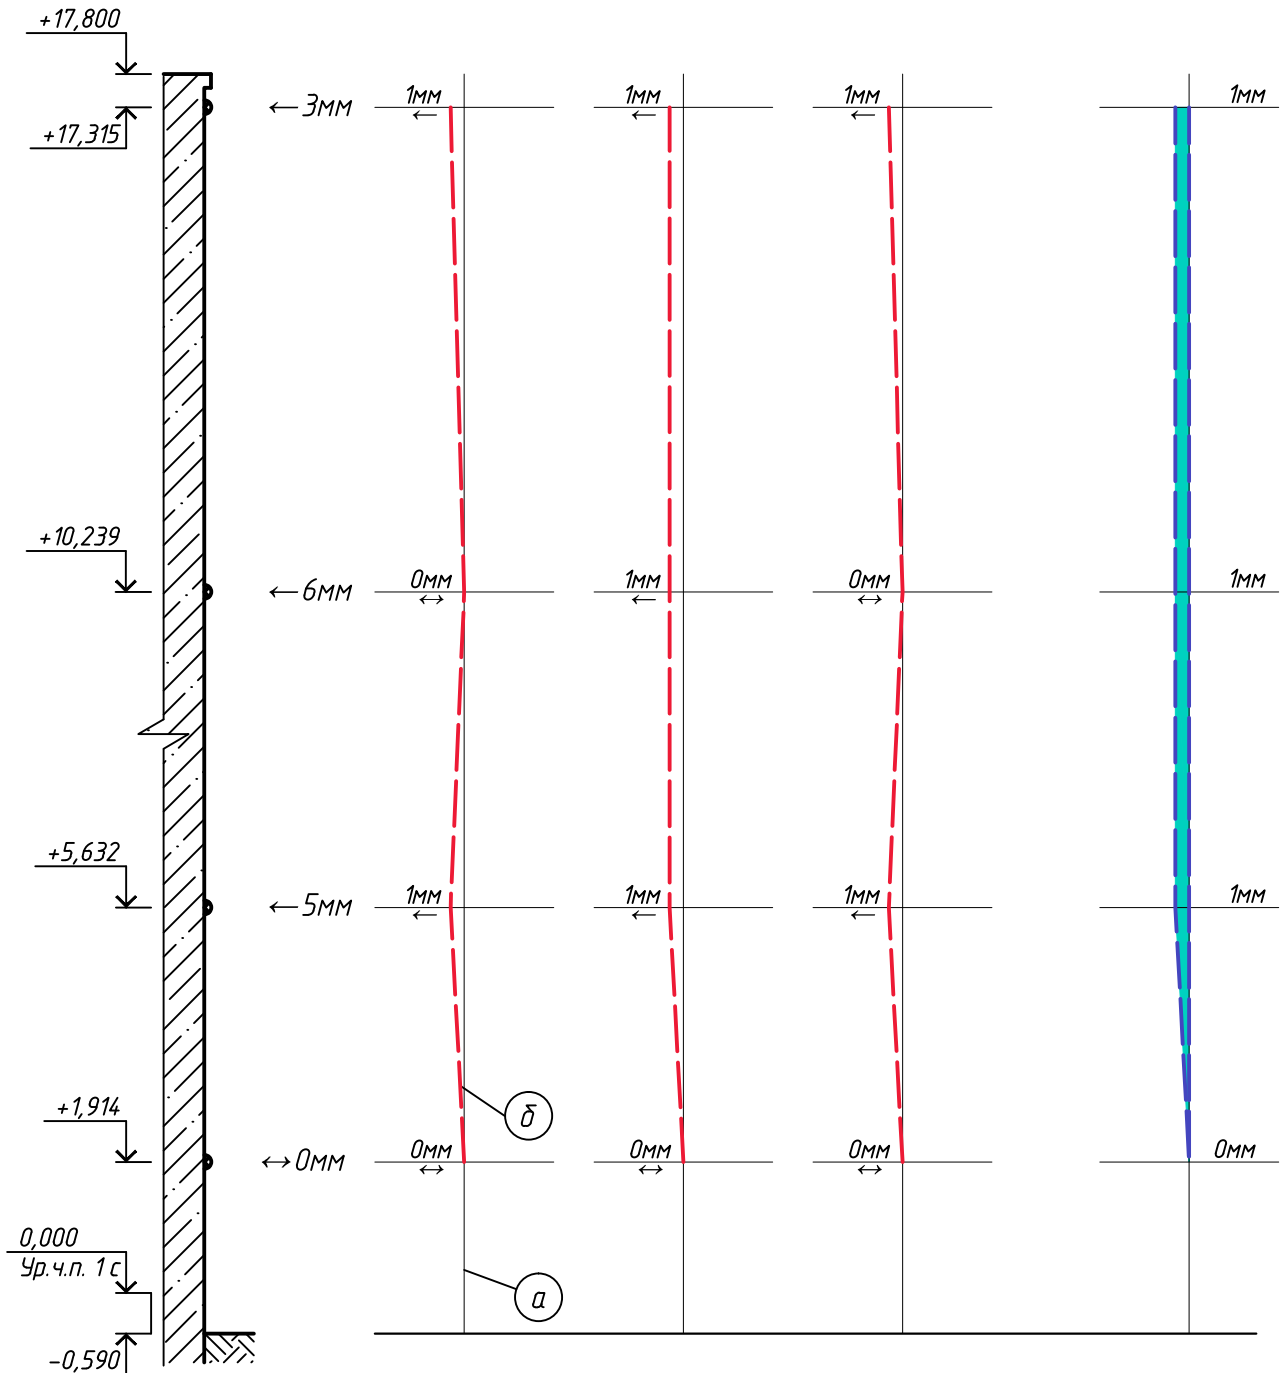 +17,800
1мм 1мм 1мм 1мм
←3мм
+17,315
+10,239
0мм 1мм 0мм 1мм
←6мм
+5,632
1мм 1мм 1мм 1мм
←5мм
+1,914
б
0мм 0мм 0мм 0мм
↔0мм
0,000
Ур.ч.п. 1 с
а
-0,590